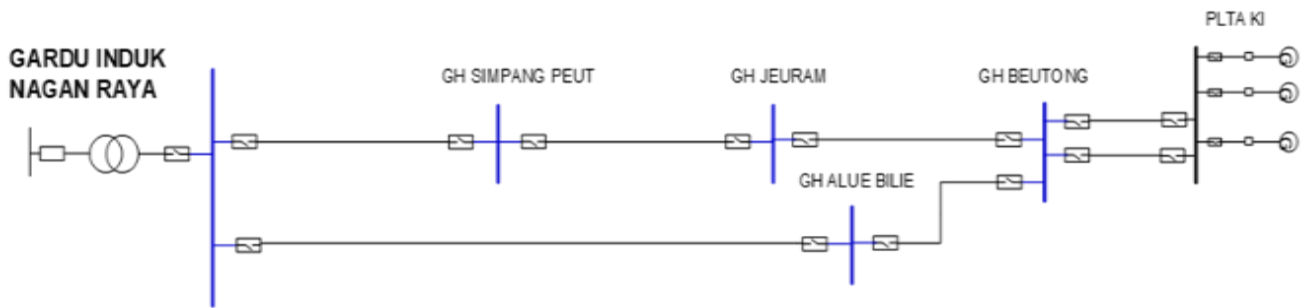 PLTA KI
GARDU INDUK
NAGAN RAYA
GH SIMPANG PEUT
GH JEURAM
GH BEUTONG
GH ALUE BILIE